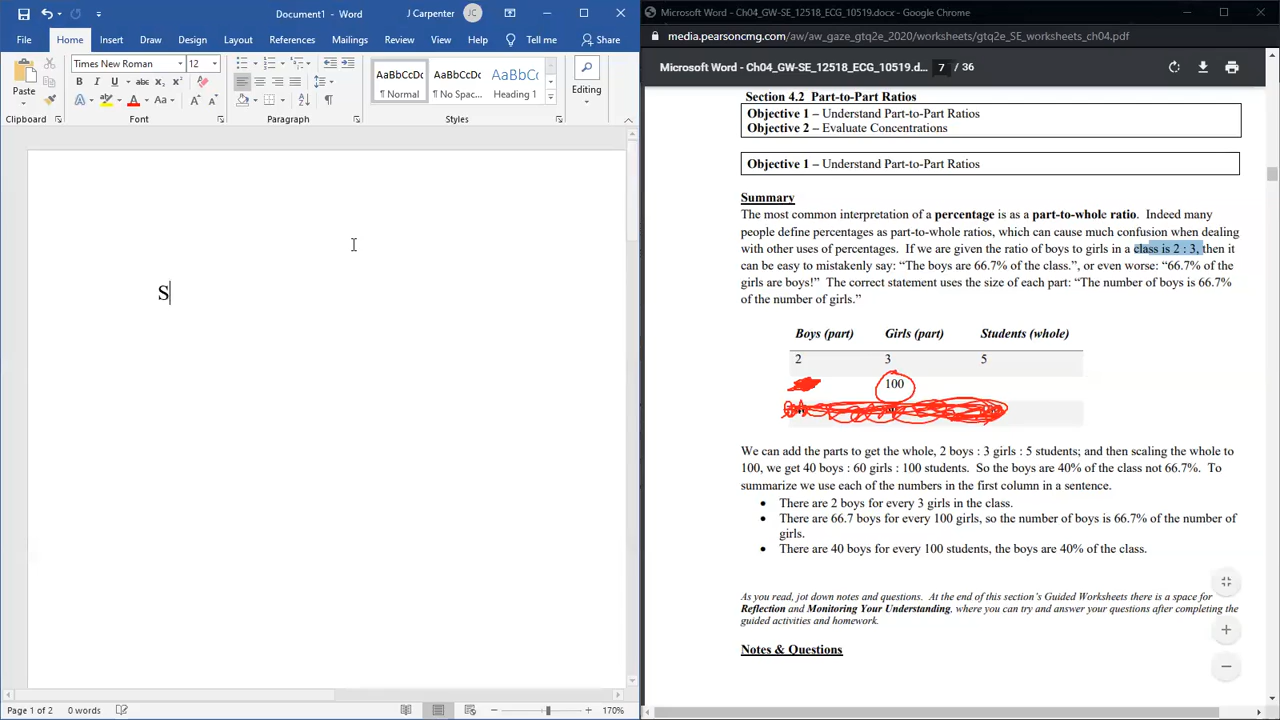 Document1 - Word
J Carpenter
JC
File
Home
Insert
Draw
Design
Layout
References
Mailings
Review
View
Help
Tell me
Share
Paste
Times New Roman
12
B I U abc x₂ x²
A A Aa A A
AaBbCcDc
¶ Normal
AaBbCcDc
¶ No Spac...
AaBbCc
Heading 1
Editing
Clipboard
Font
Paragraph
Styles
S
Page 1 of 2
0 words
170%
Microsoft Word - Ch04_GW-SE_12518_ECG_10519.docx - Google Chrome
media.pearsoncmg.com/aw/aw_gaze_gtq2e_2020/worksheets/gtq2e_SE_worksheets_ch04.pdf
Microsoft Word - Ch04_GW-SE_12518_ECG_10519.d...
7 / 36
Section 4.2 Part-to-Part Ratios
Objective 1 – Understand Part-to-Part Ratios
Objective 2 – Evaluate Concentrations
Objective 1 – Understand Part-to-Part Ratios
Summary
The most common interpretation of a percentage is as a part-to-whole ratio. Indeed many
people define percentages as part-to-whole ratios, which can cause much confusion when dealing
with other uses of percentages. If we are given the ratio of boys to girls in a class is 2 : 3, then it
can be easy to mistakenly say: “The boys are 66.7% of the class.”, or even worse: “66.7% of the
girls are boys!” The correct statement uses the size of each part: “The number of boys is 66.7%
of the number of girls.”
Boys (part) Girls (part) Students (whole)
2 3 5
100
We can add the parts to get the whole, 2 boys : 3 girls : 5 students; and then scaling the whole to
100, we get 40 boys : 60 girls : 100 students. So the boys are 40% of the class not 66.7%. To
summarize we use each of the numbers in the first column in a sentence.
• There are 2 boys for every 3 girls in the class.
• There are 66.7 boys for every 100 girls, so the number of boys is 66.7% of the number of
girls.
• There are 40 boys for every 100 students, the boys are 40% of the class.
As you read, jot down notes and questions. At the end of this section’s Guided Worksheets there is a space for
Reflection and Monitoring Your Understanding, where you can try and answer your questions after completing the
guided activities and homework.
Notes & Questions